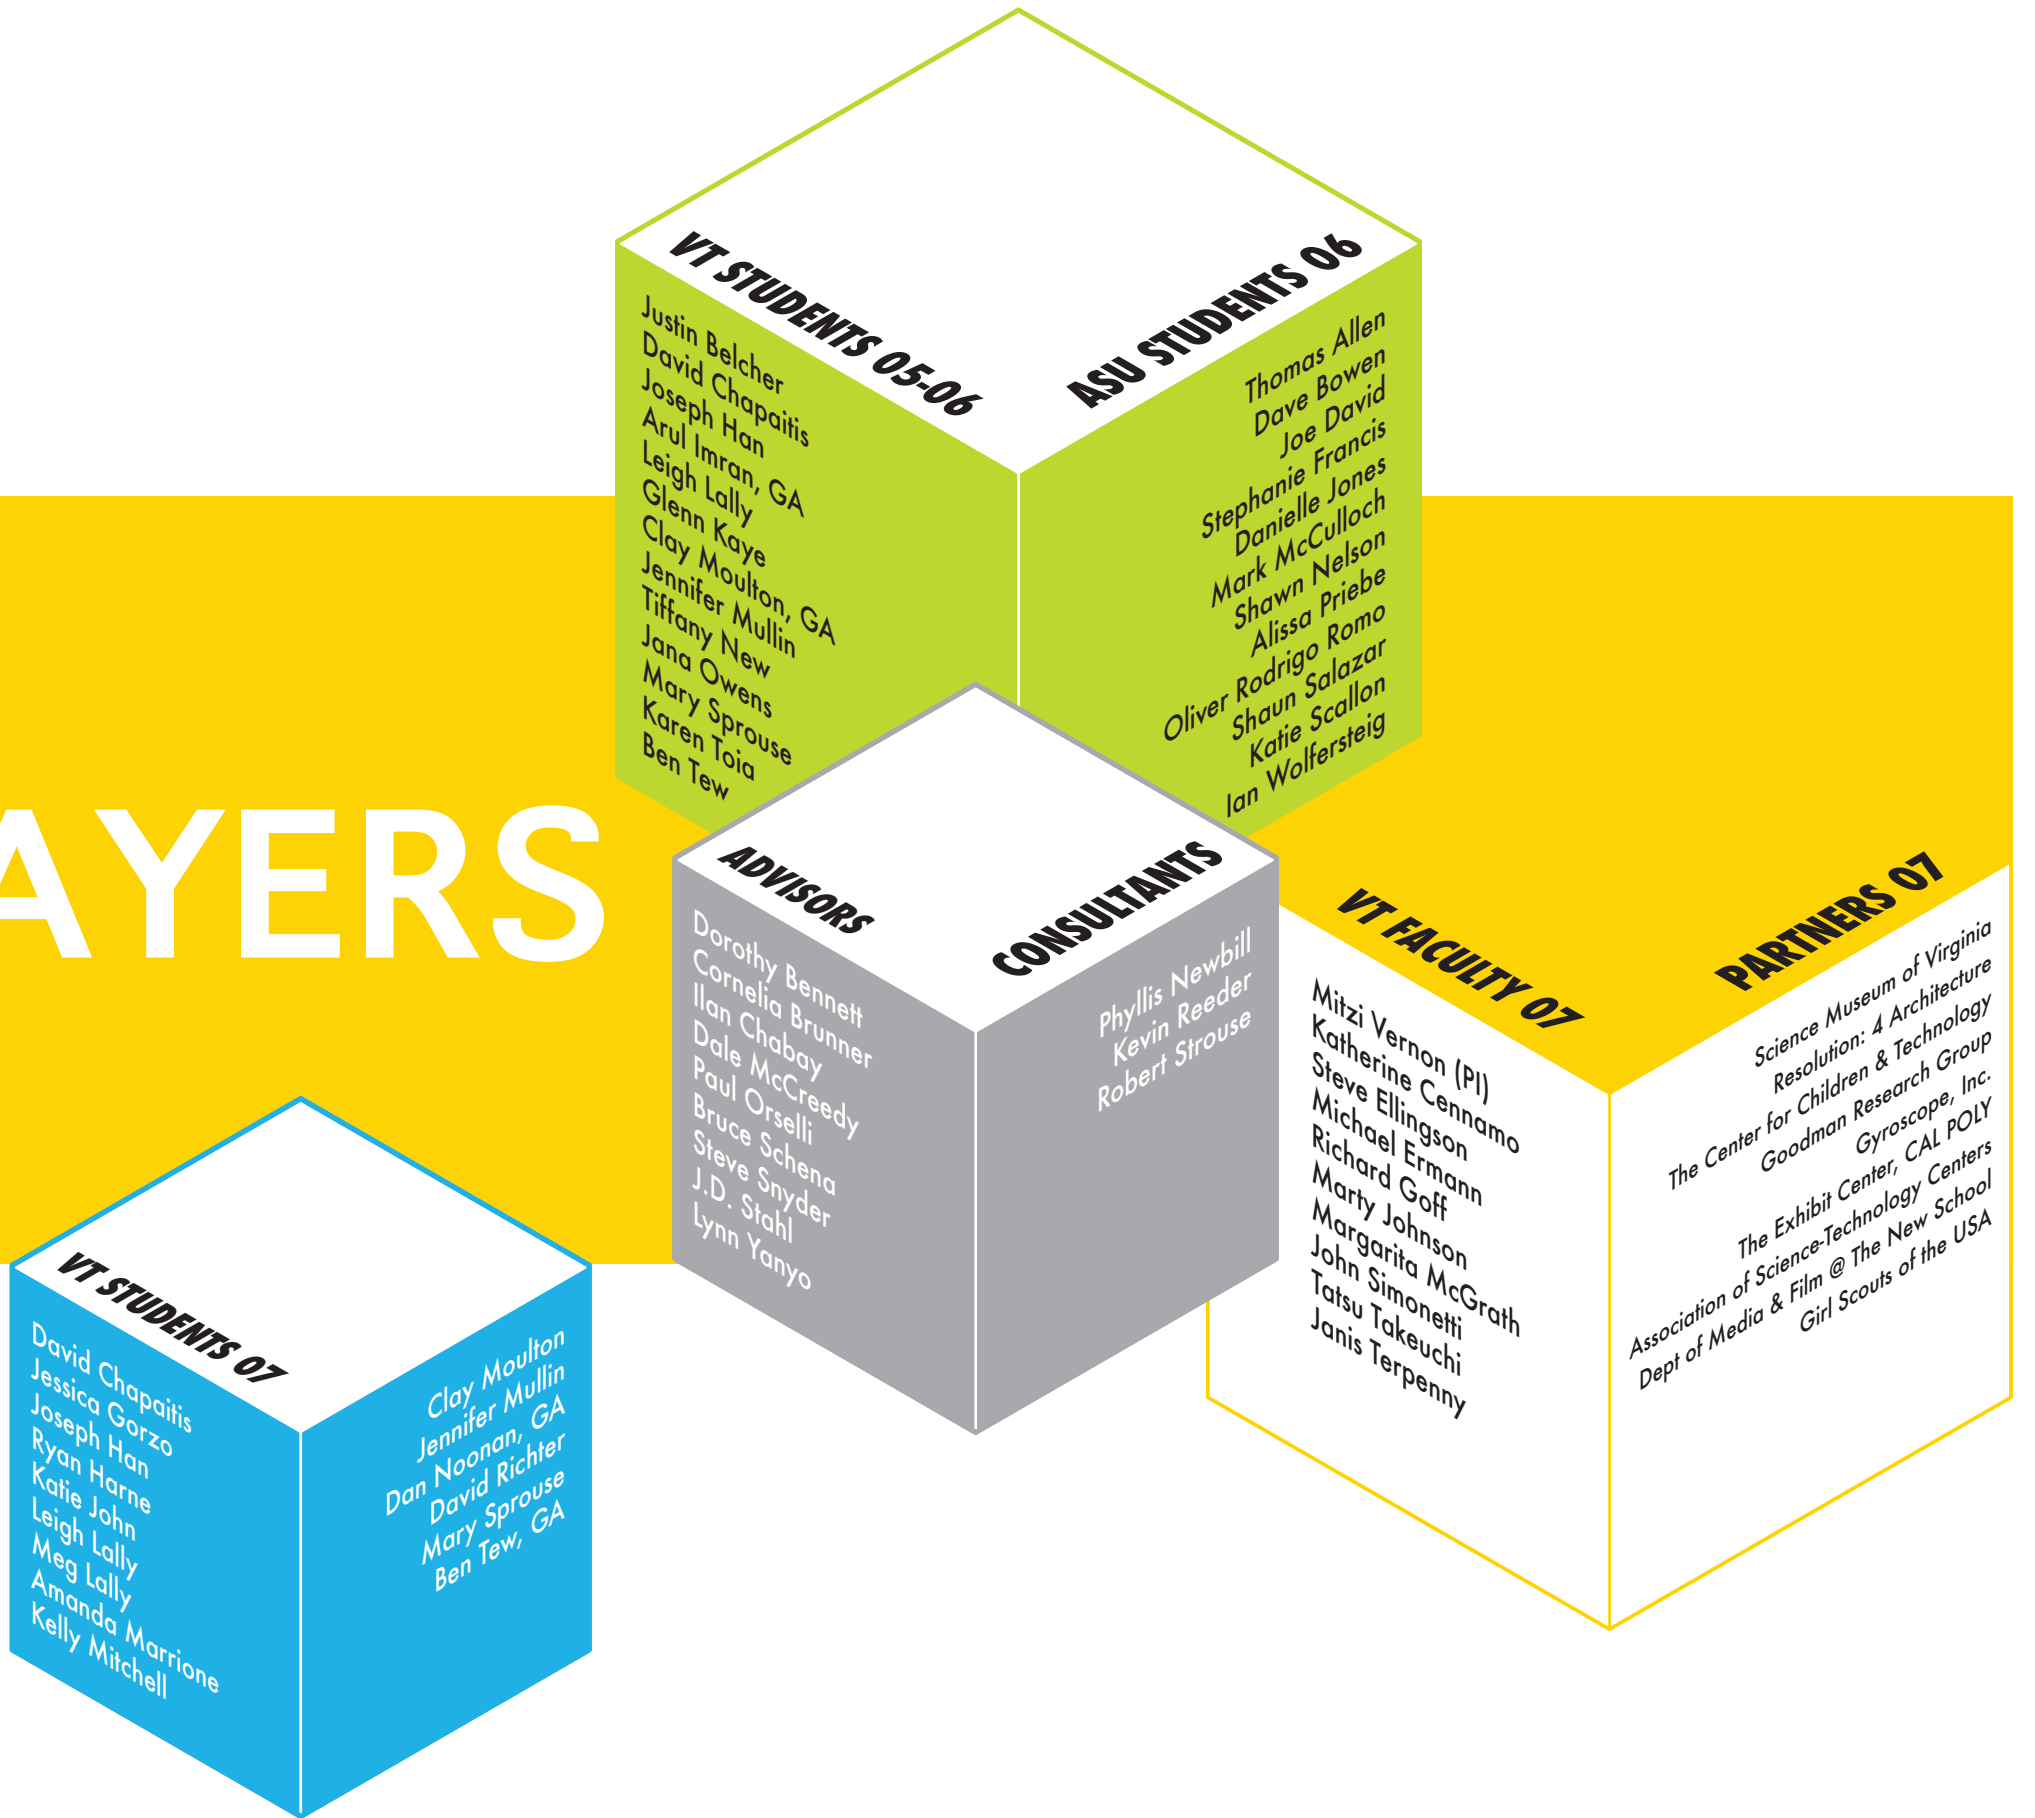 VT STUDENTS 05-06
Justin Belcher
David Chapaitis
Joseph Han
Arul Imran, GA
Leigh Lally
Glenn Kaye
Clay Moulton, GA
Jennifer Mullin
Tiffany New
Jana Owens
Mary Sprouse
Karen Toia
Ben Tew
ASU STUDENTS 06
Thomas Allen
Dave Bowen
Joe David
Stephanie Francis
Danielle Jones
Mark McCulloch
Shawn Nelson
Alissa Priebe
Oliver Rodrigo Romo
Shaun Salazar
Katie Scallon
Ian Wolfersteig
AYERS
ADVISORS
Dorothy Bennett
Cornelia Brunner
Ilan Chabay
Dale McCreedy
Paul Orselli
Bruce Schena
Steve Snyder
J.D. Stahl
Lynn Yanyo
CONSULTANTS
Phyllis Newbill
Kevin Reeder
Robert Strouse
VT FACULTY 07
Mitzi Vernon (PI)
Katherine Cennamo
Steve Ellingson
Michael Ermann
Richard Goff
Marty Johnson
Margarita McGrath
John Simonetti
Tatsu Takeuchi
Janis Terpenny
PARTNERS 07
Science Museum of Virginia
Resolution: 4 Architecture
The Center for Children & Technology
Goodman Research Group
Gyroscope, Inc.
The Exhibit Center, CAL POLY
Association of Science-Technology Centers
Dept of Media & Film @ The New School
Girl Scouts of the USA
VT STUDENTS 07
David Chapaitis
Jessica Gorzo
Joseph Han
Ryan Harne
Katie John
Leigh Lally
Meg Lally
Amanda Marrione
Kelly Mitchell
Clay Moulton
Jennifer Mullin
Dan Noonan, GA
David Richter
Mary Sprouse
Ben Tew, GA